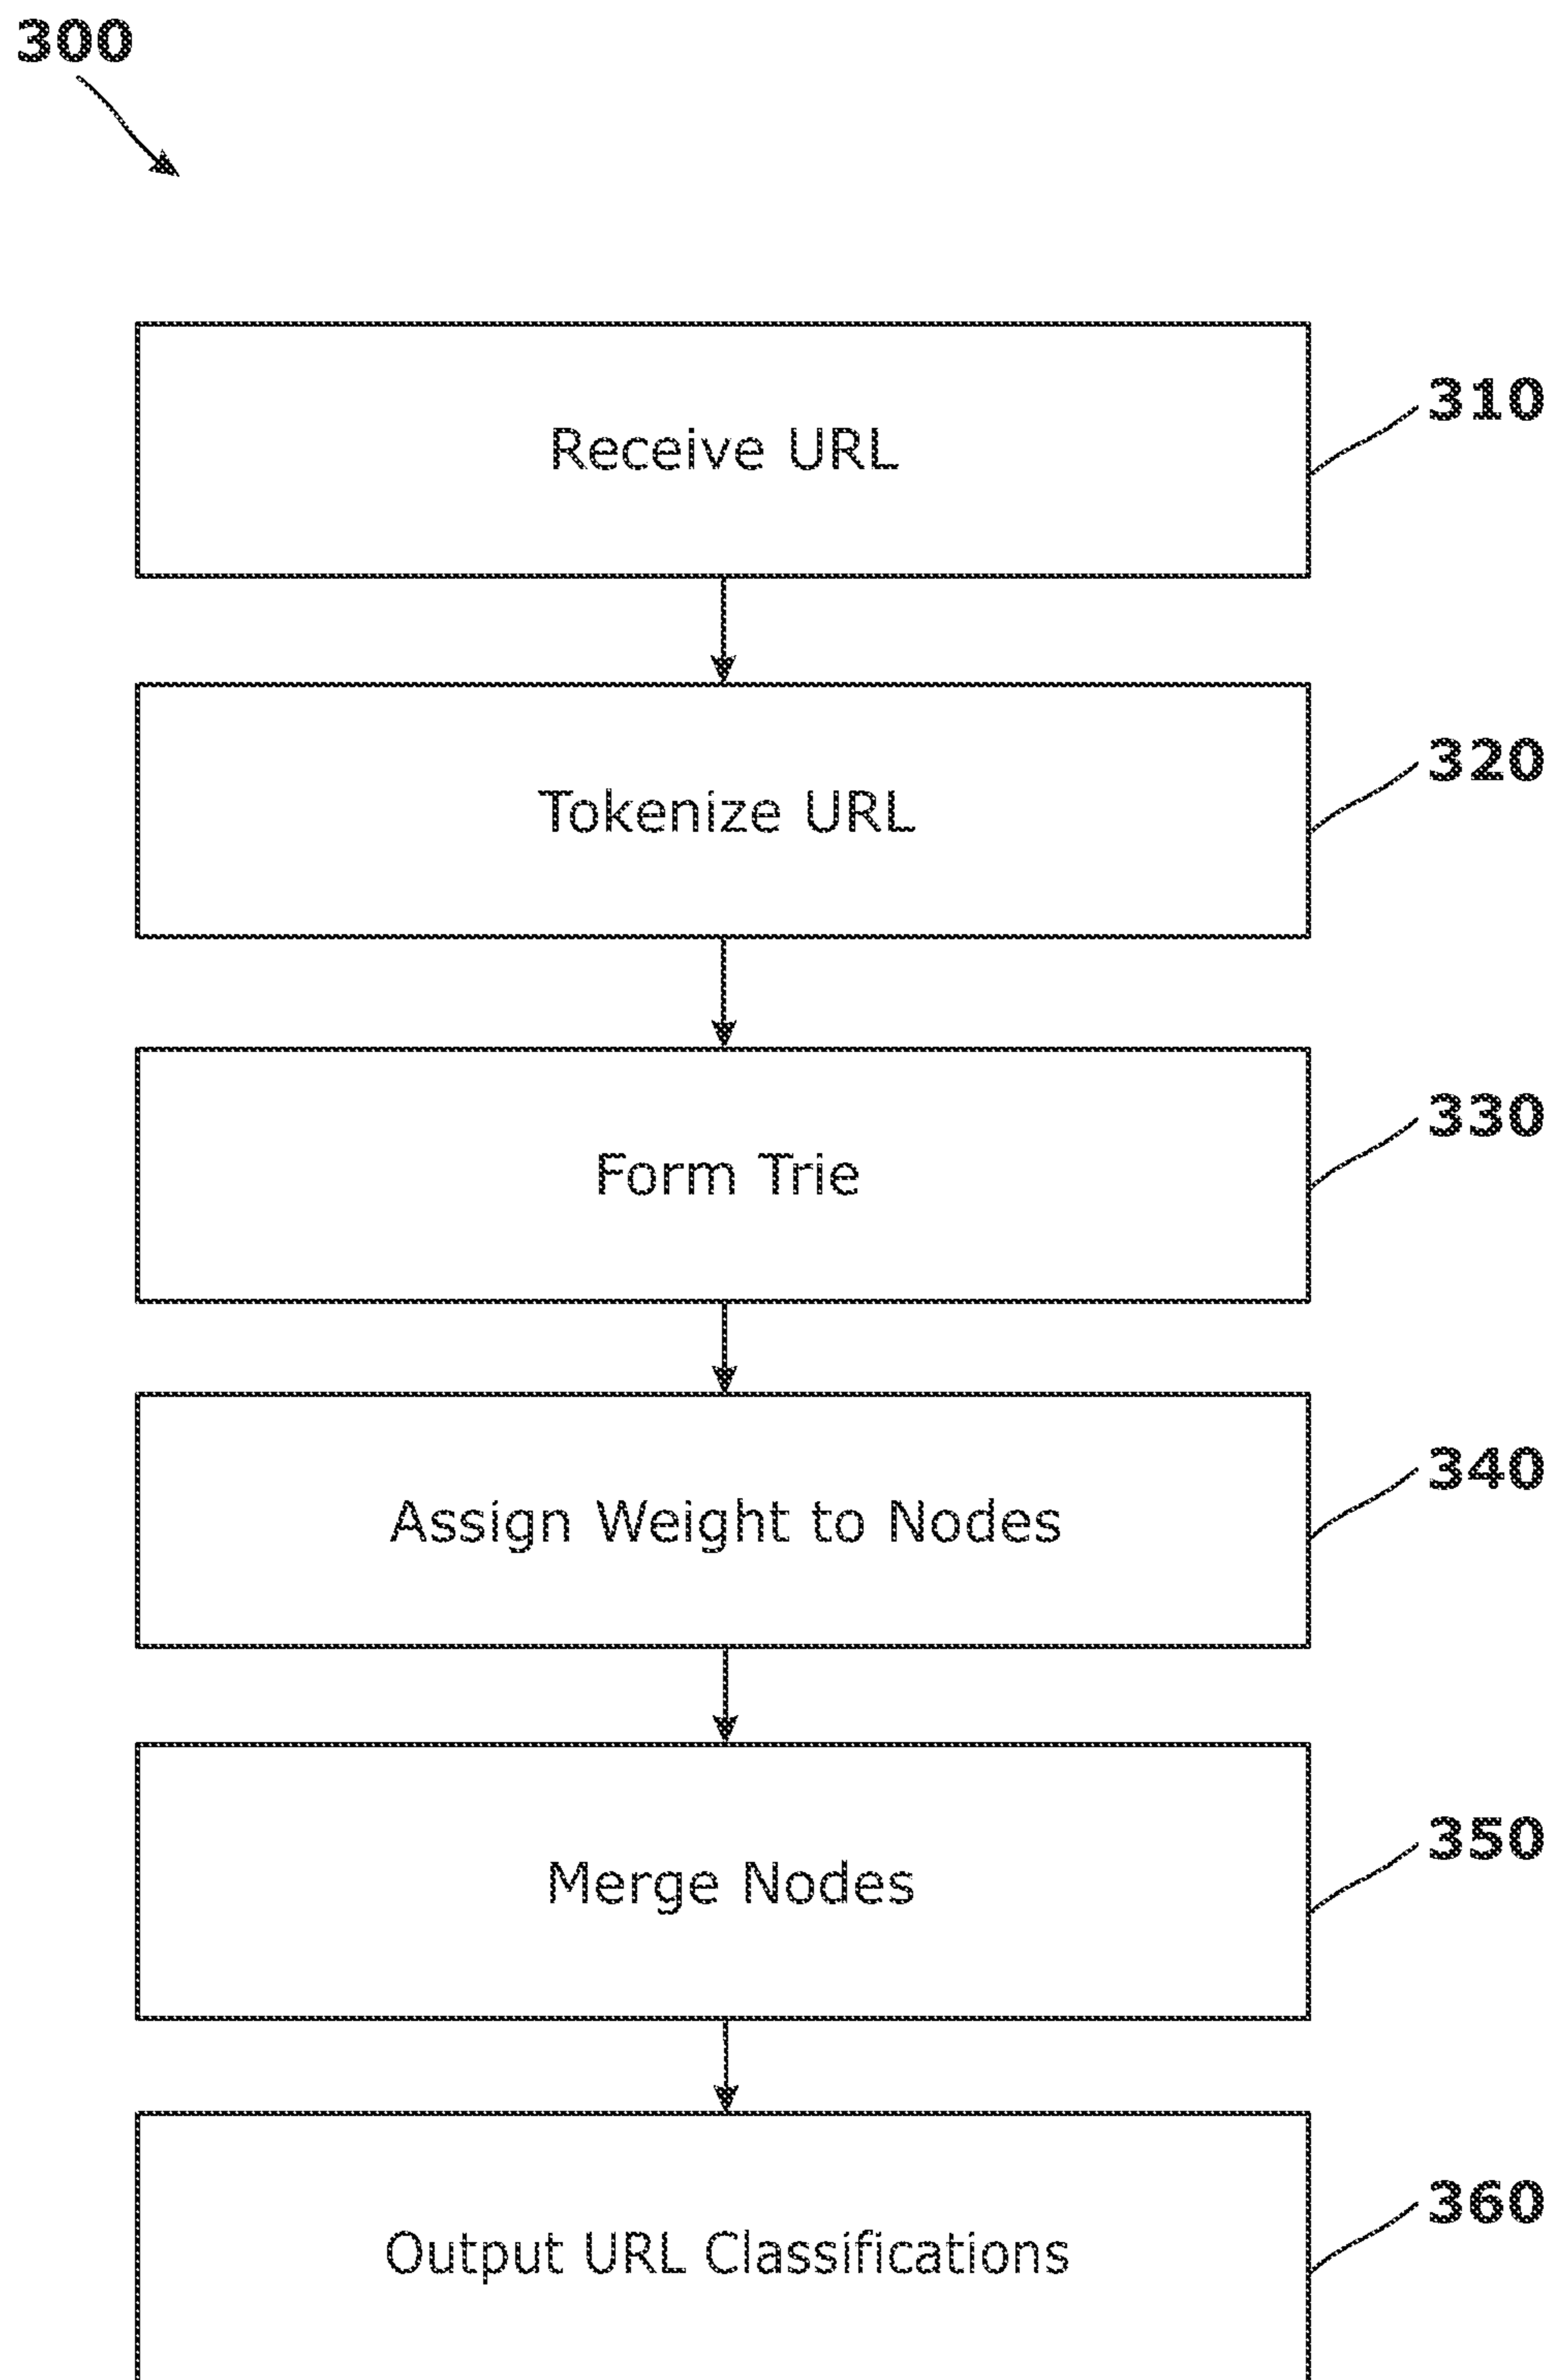 300
Receive URL
310
Tokenize URL
320
Form Trie
330
Assign Weight to Nodes
340
Merge Nodes
350
Output URL Classifications
360